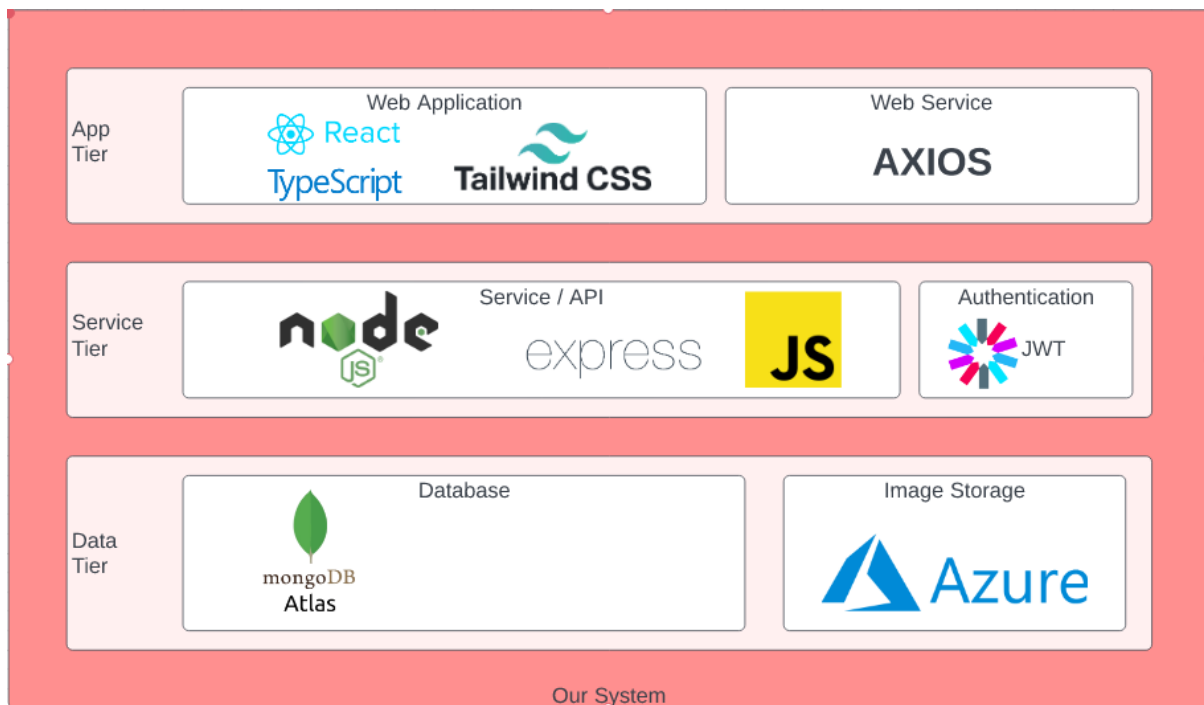 App
Tier
Web Application
React
TypeScript
Tailwind CSS
Web Service
AXIOS
Service
Tier
Service / API
node
JS
®
express
JS
Authentication
JWT
Data
Tier
Database
mongoDB
Atlas
Image Storage
Azure
Our System